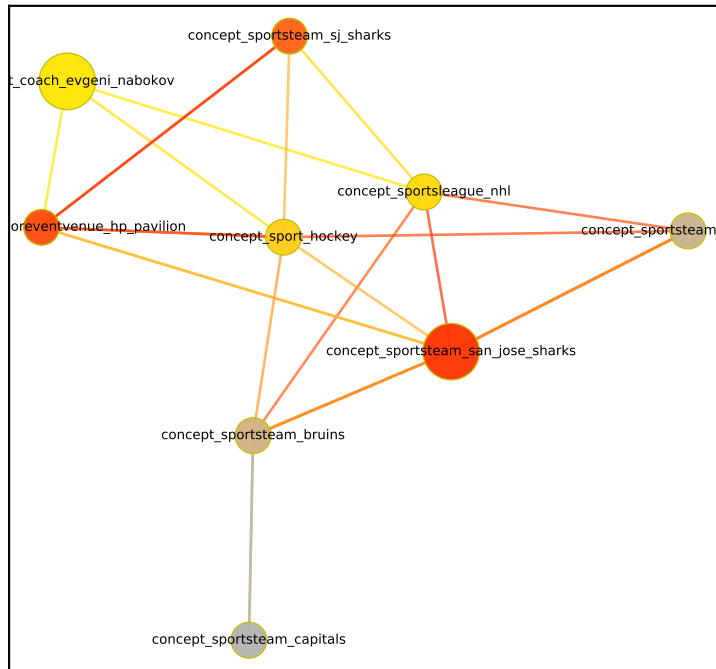 concept_sportsteam_sj_sharks
t_coach_evgeni_nabokov
concept_sportsleague_nhl
oreventvenue_hp_pavilion
concept_sport_hockey
concept_sportsteam
concept_sportsteam_san_jose_sharks
concept_sportsteam_bruins
concept_sportsteam_capitals